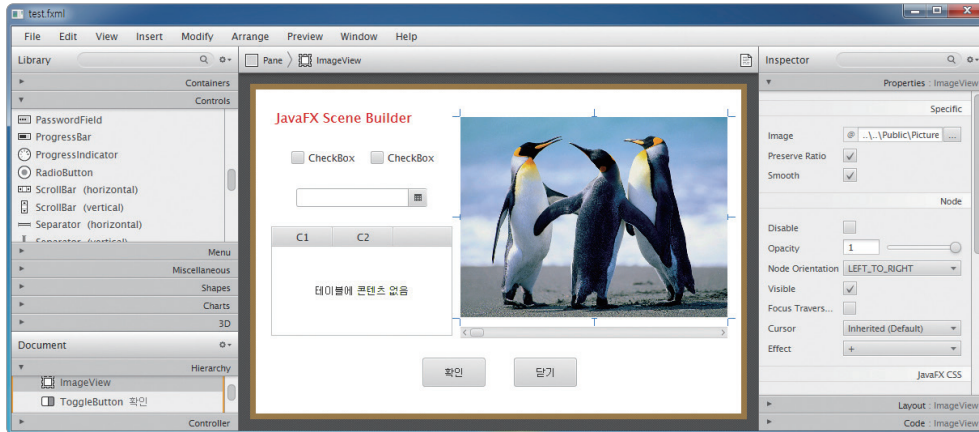 test.fxml
File Edit View Insert Modify Arrange Preview Window Help
Library
Containers
Controls
PasswordField
ProgressBar
ProgressIndicator
RadioButton
ScrollBar (horizontal)
ScrollBar (vertical)
Separator (horizontal)
Separator (vertical)
Menu
Miscellaneous
Shapes
Charts
3D
Document
Hierarchy
ImageView
ToggleButton 확인
Controller
Pane ImageView
JavaFX Scene Builder
CheckBox CheckBox
C1 C2
테이블에 콘텐츠 없음
확인 닫기
Inspector
Properties : ImageView
Specific
Image @ ..\..\Public\Picture ...
Preserve Ratio
Smooth
Node
Disable
Opacity 1
Node Orientation LEFT_TO_RIGHT
Visible
Focus Travers...
Cursor Inherited (Default)
Effect +
JavaFX CSS
Layout : ImageView
Code : ImageView